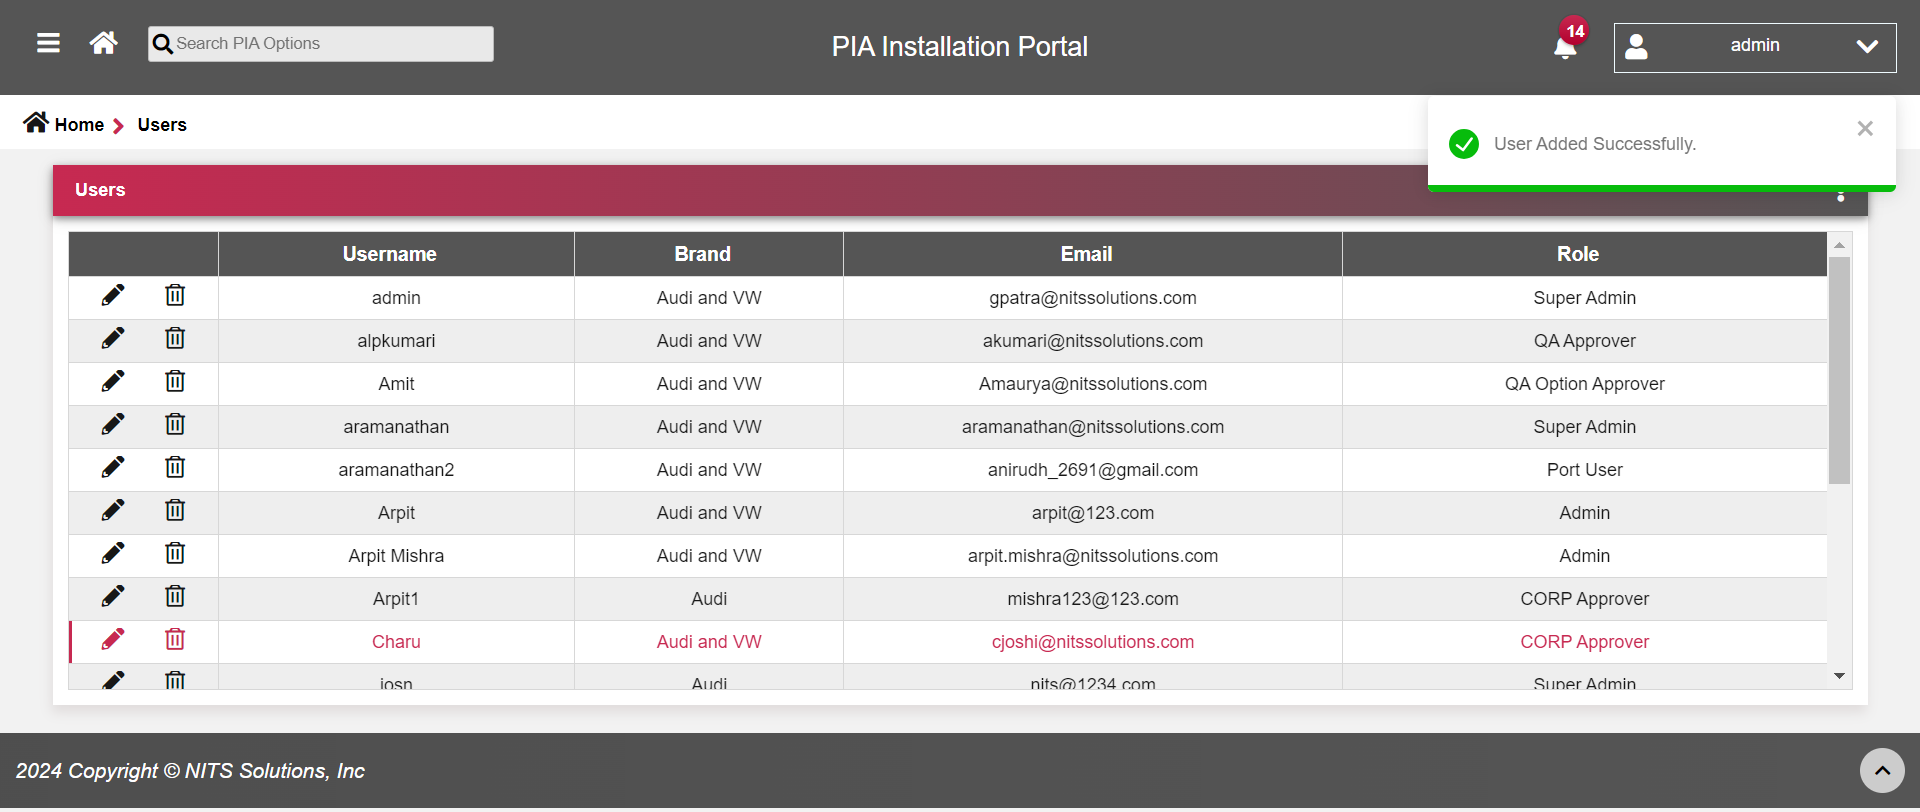 Search PIA Options
PIA Installation Portal
14
admin
Home Users
User Added Successfully.
Users
Username Brand Email Role
admin Audi and VW gpatra@nitssolutions.com Super Admin
alpkumari Audi and VW akumari@nitssolutions.com QA Approver
Amit Audi and VW Amaurya@nitssolutions.com QA Option Approver
aramanathan Audi and VW aramanathan@nitssolutions.com Super Admin
aramanathan2 Audi and VW anirudh_2691@gmail.com Port User
Arpit Audi and VW arpit@123.com Admin
Arpit Mishra Audi and VW arpit.mishra@nitssolutions.com Admin
Arpit1 Audi mishra123@123.com CORP Approver
Charu Audi and VW cjoshi@nitssolutions.com CORP Approver
Audi nits@1234.com Super Admin
2024 Copyright © NITS Solutions, Inc